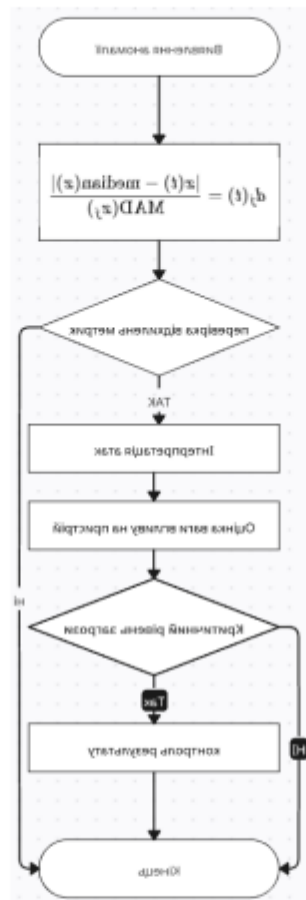 Виявлення аномалії
d_j(t) = |x(t) − median(x)| / MAD(x_j)
перевірка відхилень метрик
ТАК
Інтерпретація атак
Оцінка ваги впливу на пристрій
ні
Критичний рівень загрози
Так
Ні
контроль результату
Кінець